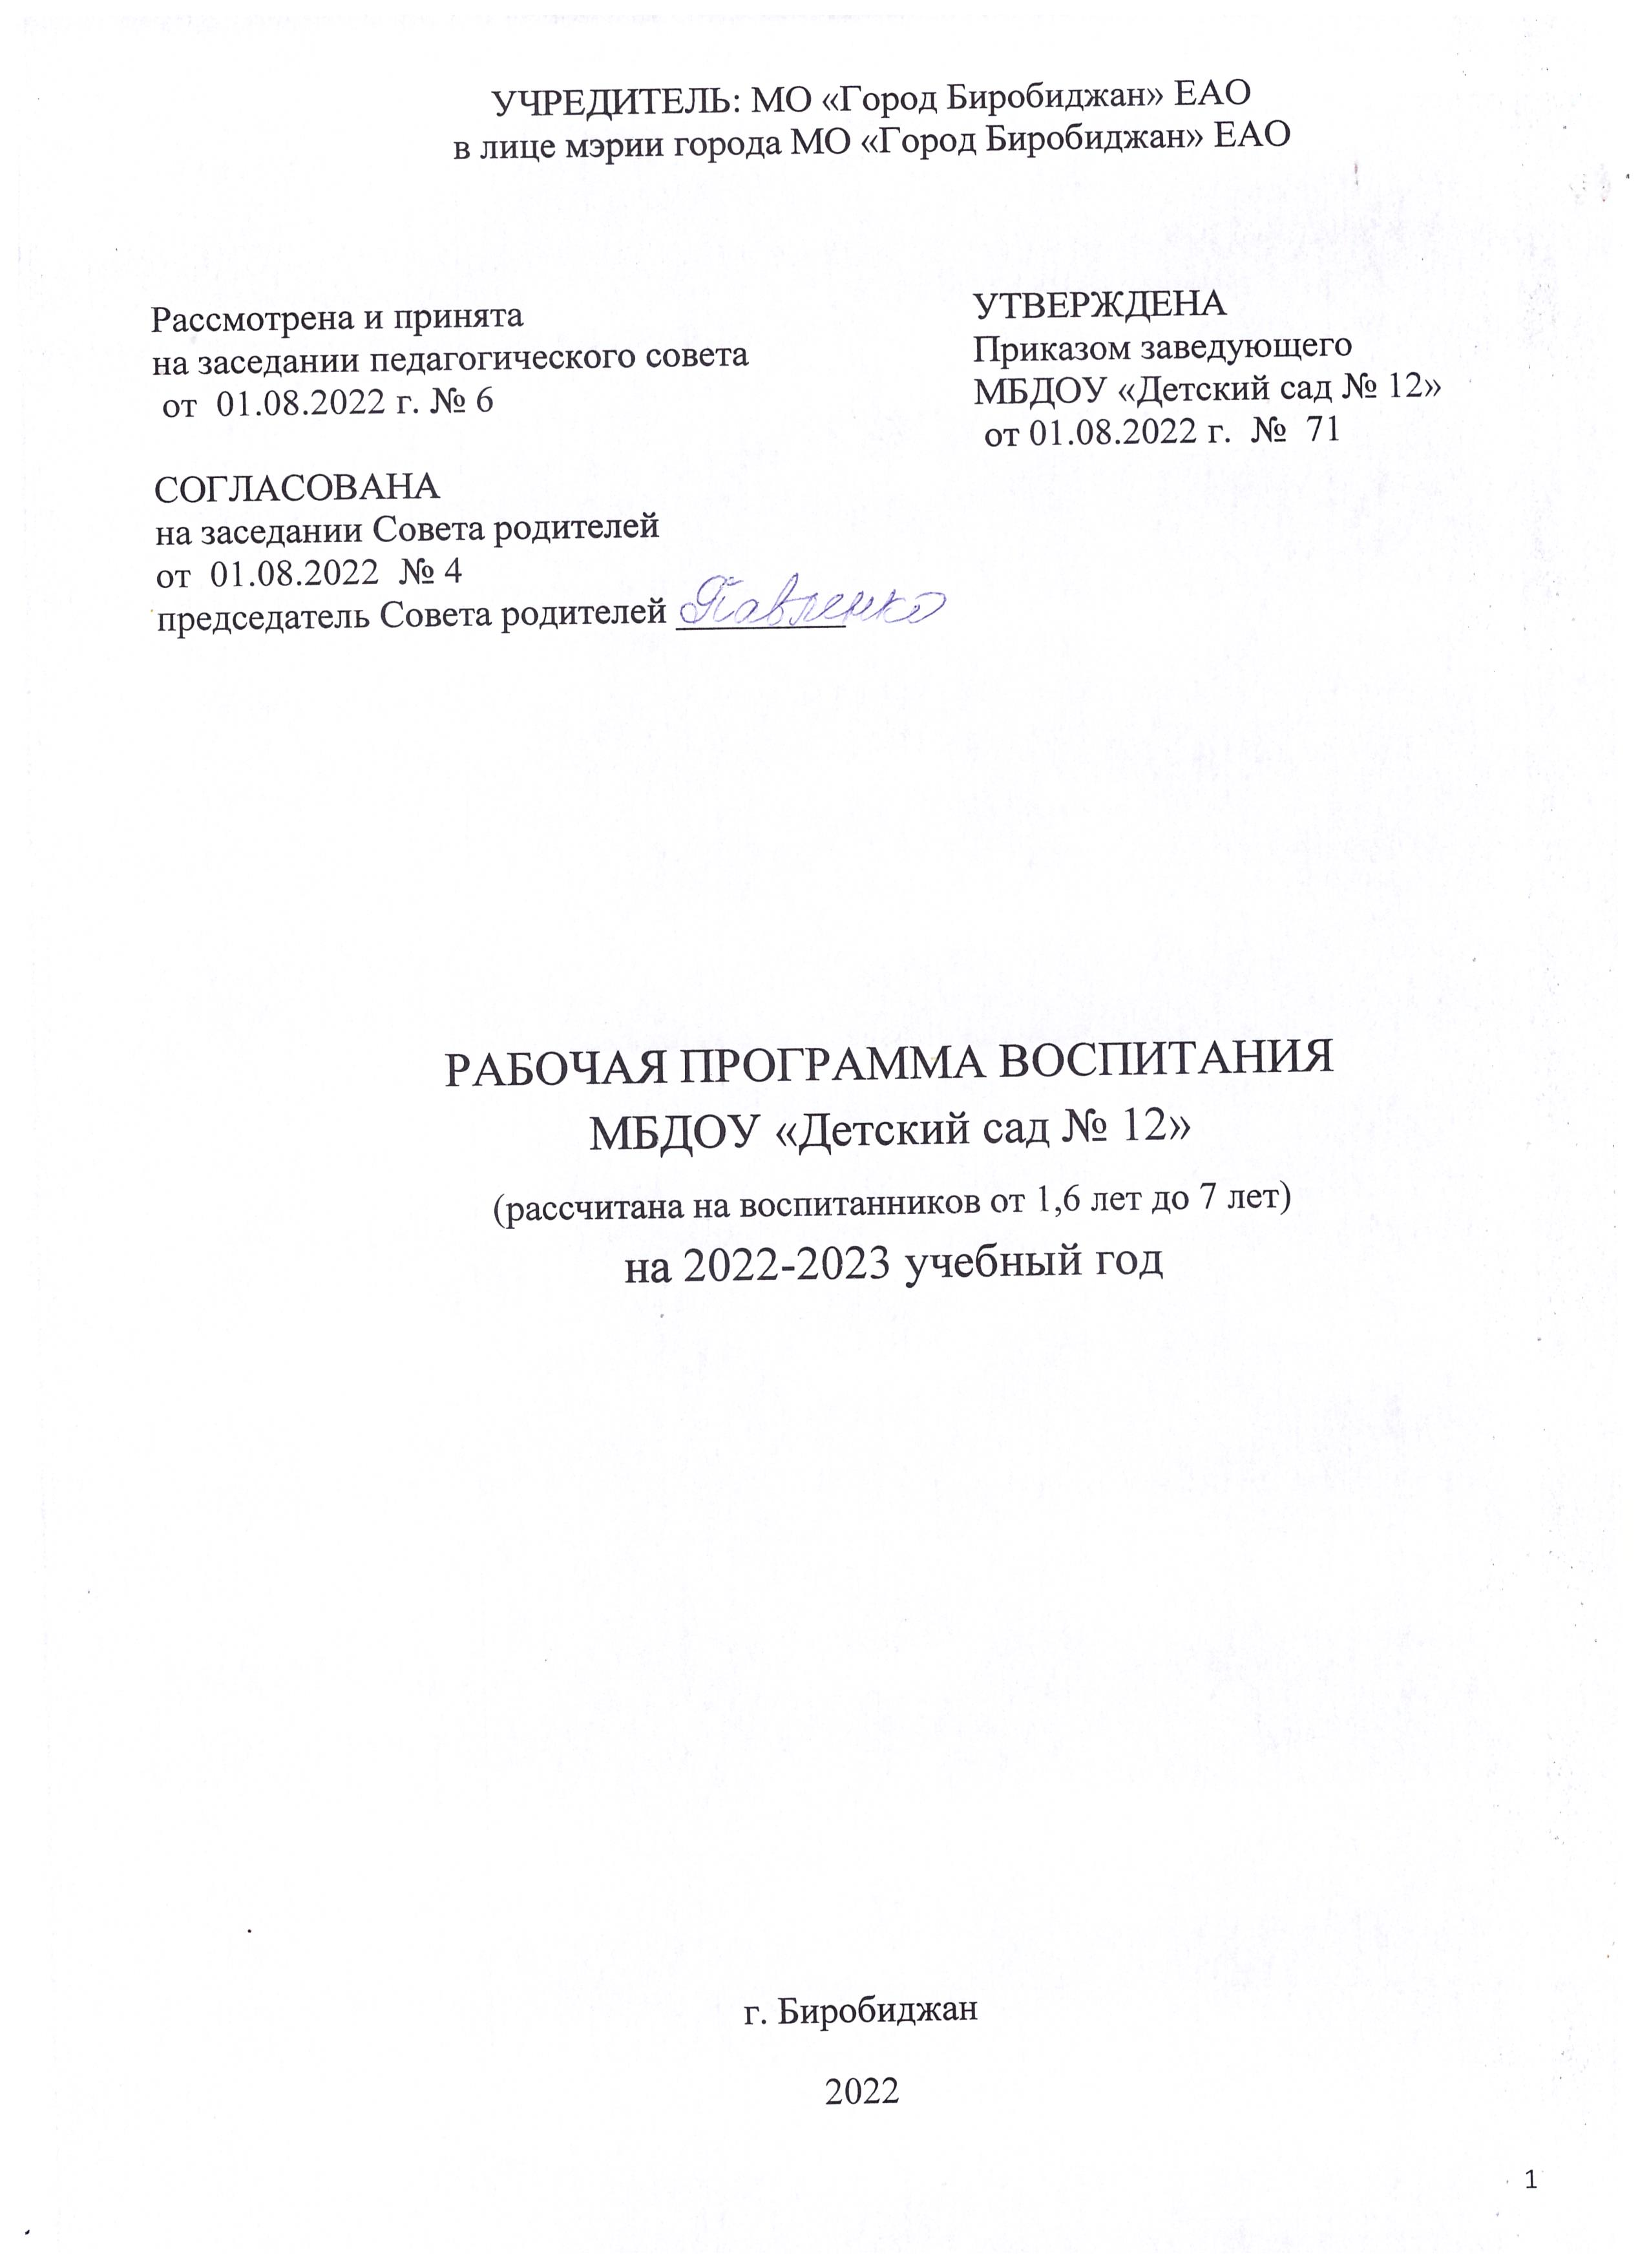 УЧРЕДИТЕЛЬ: МО «Город Биробиджан» ЕАО
в лице мэрии города МО «Город Биробиджан» ЕАО
Рассмотрена и принята
на заседании педагогического совета
от 01.08.2022 г. № 6
УТВЕРЖДЕНА
Приказом заведующего
МБДОУ «Детский сад № 12»
от 01.08.2022 г. № 71
СОГЛАСОВАНА
на заседании Совета родителей
от 01.08.2022 № 4
председатель Совета родителей Павленко
РАБОЧАЯ ПРОГРАММА ВОСПИТАНИЯ
МБДОУ «Детский сад № 12»
(рассчитана на воспитанников от 1,6 лет до 7 лет)
на 2022-2023 учебный год
г. Биробиджан
2022
1